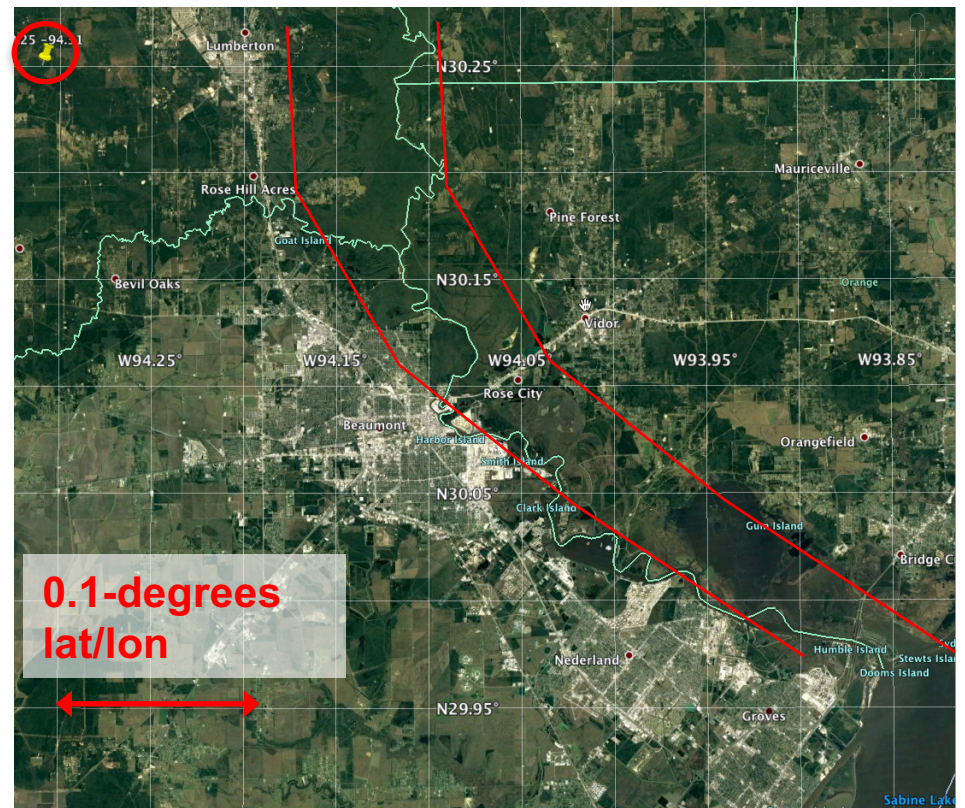 25 -94.31
Lumberton
N30.25°
Mauriceville
Rose Hill Acres
Pine Forest
Goat Island
N30.15°
Bevil Oaks
Orange
Vidor
W94.25°
W94.15°
W94.05°
W93.95°
W93.85°
Rose City
Beaumont
Harbor Island
Orangefield
Smith Island
N30.05°
Clark Island
Gum Island
Bridge C
0.1-degrees
lat/lon
Humble Island
Nederland
Stewts Islan
Dooms Island
N29.95°
Groves
Sabine Lake